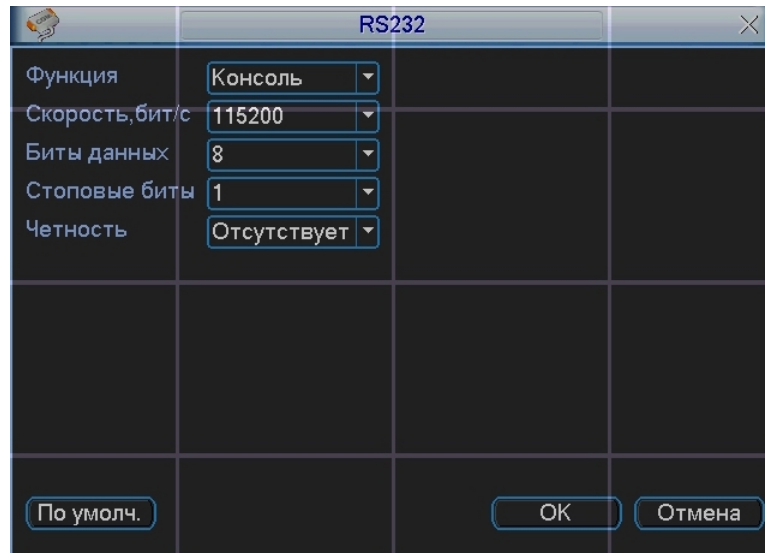 RS232
Функция Консоль
Скорость,бит/с 115200
Биты данных 8
Стоповые биты 1
Четность Отсутствует
По умолч. OK Отмена